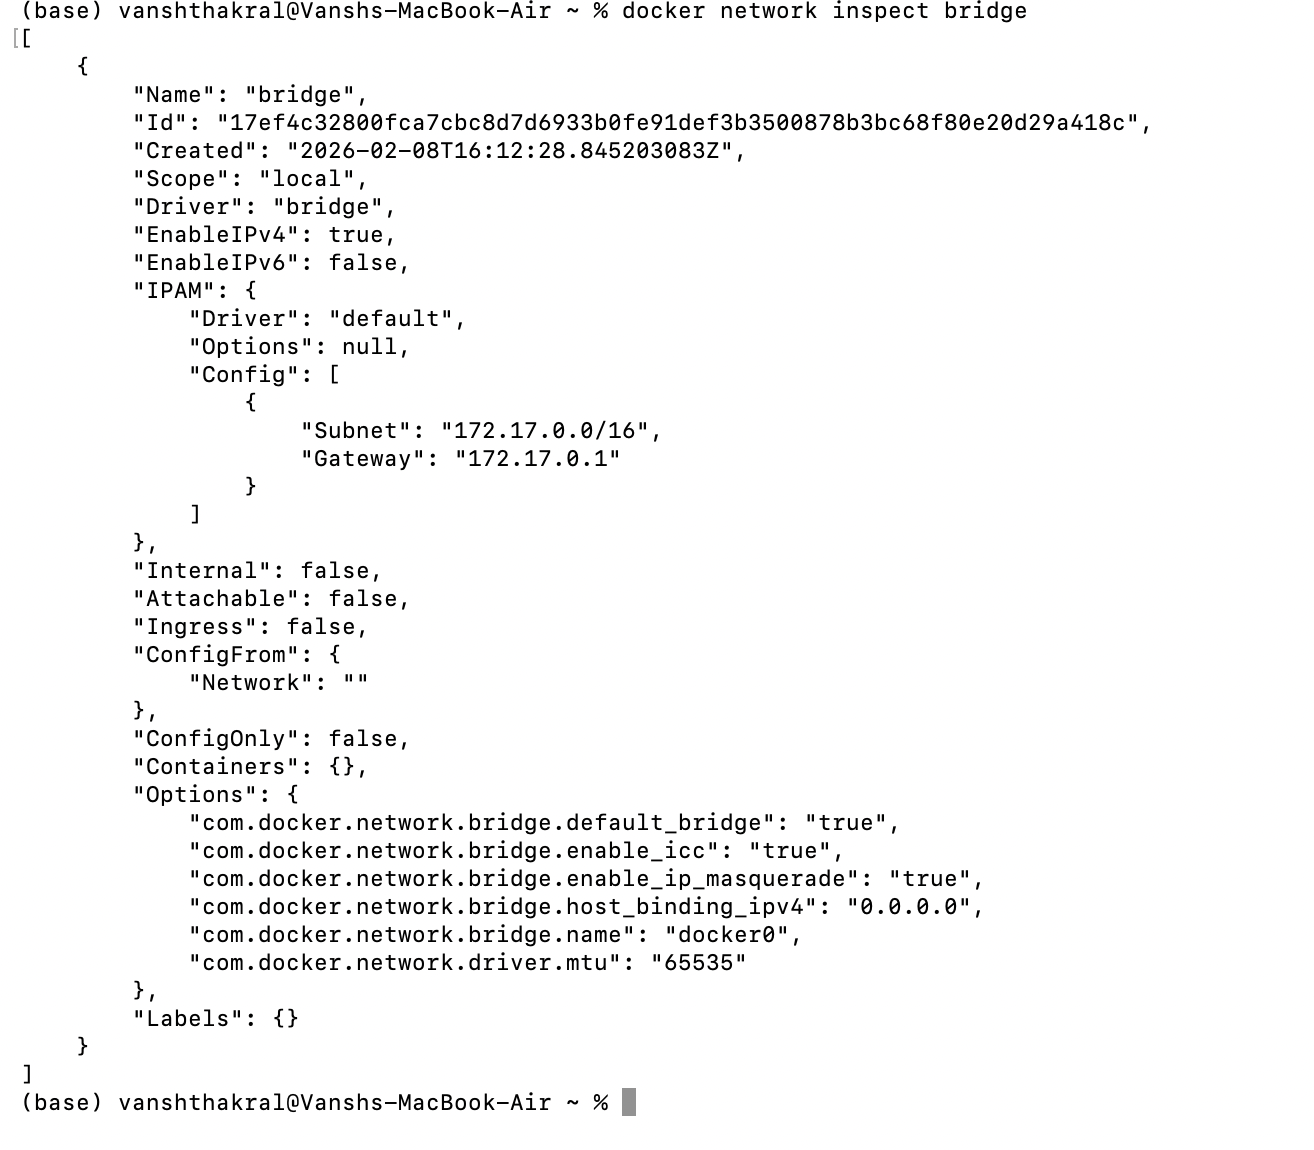 (base) vanshthakral@Vanshs-MacBook-Air ~ % docker network inspect bridge
[[
    {
        "Name": "bridge",
        "Id": "17ef4c32800fca7cbc8d7d6933b0fe91def3b3500878b3bc68f80e20d29a418c",
        "Created": "2026-02-08T16:12:28.845203083Z",
        "Scope": "local",
        "Driver": "bridge",
        "EnableIPv4": true,
        "EnableIPv6": false,
        "IPAM": {
            "Driver": "default",
            "Options": null,
            "Config": [
                {
                    "Subnet": "172.17.0.0/16",
                    "Gateway": "172.17.0.1"
                }
            ]
        },
        "Internal": false,
        "Attachable": false,
        "Ingress": false,
        "ConfigFrom": {
            "Network": ""
        },
        "ConfigOnly": false,
        "Containers": {},
        "Options": {
            "com.docker.network.bridge.default_bridge": "true",
            "com.docker.network.bridge.enable_icc": "true",
            "com.docker.network.bridge.enable_ip_masquerade": "true",
            "com.docker.network.bridge.host_binding_ipv4": "0.0.0.0",
            "com.docker.network.bridge.name": "docker0",
            "com.docker.network.driver.mtu": "65535"
        },
        "Labels": {}
    }
]
(base) vanshthakral@Vanshs-MacBook-Air ~ %